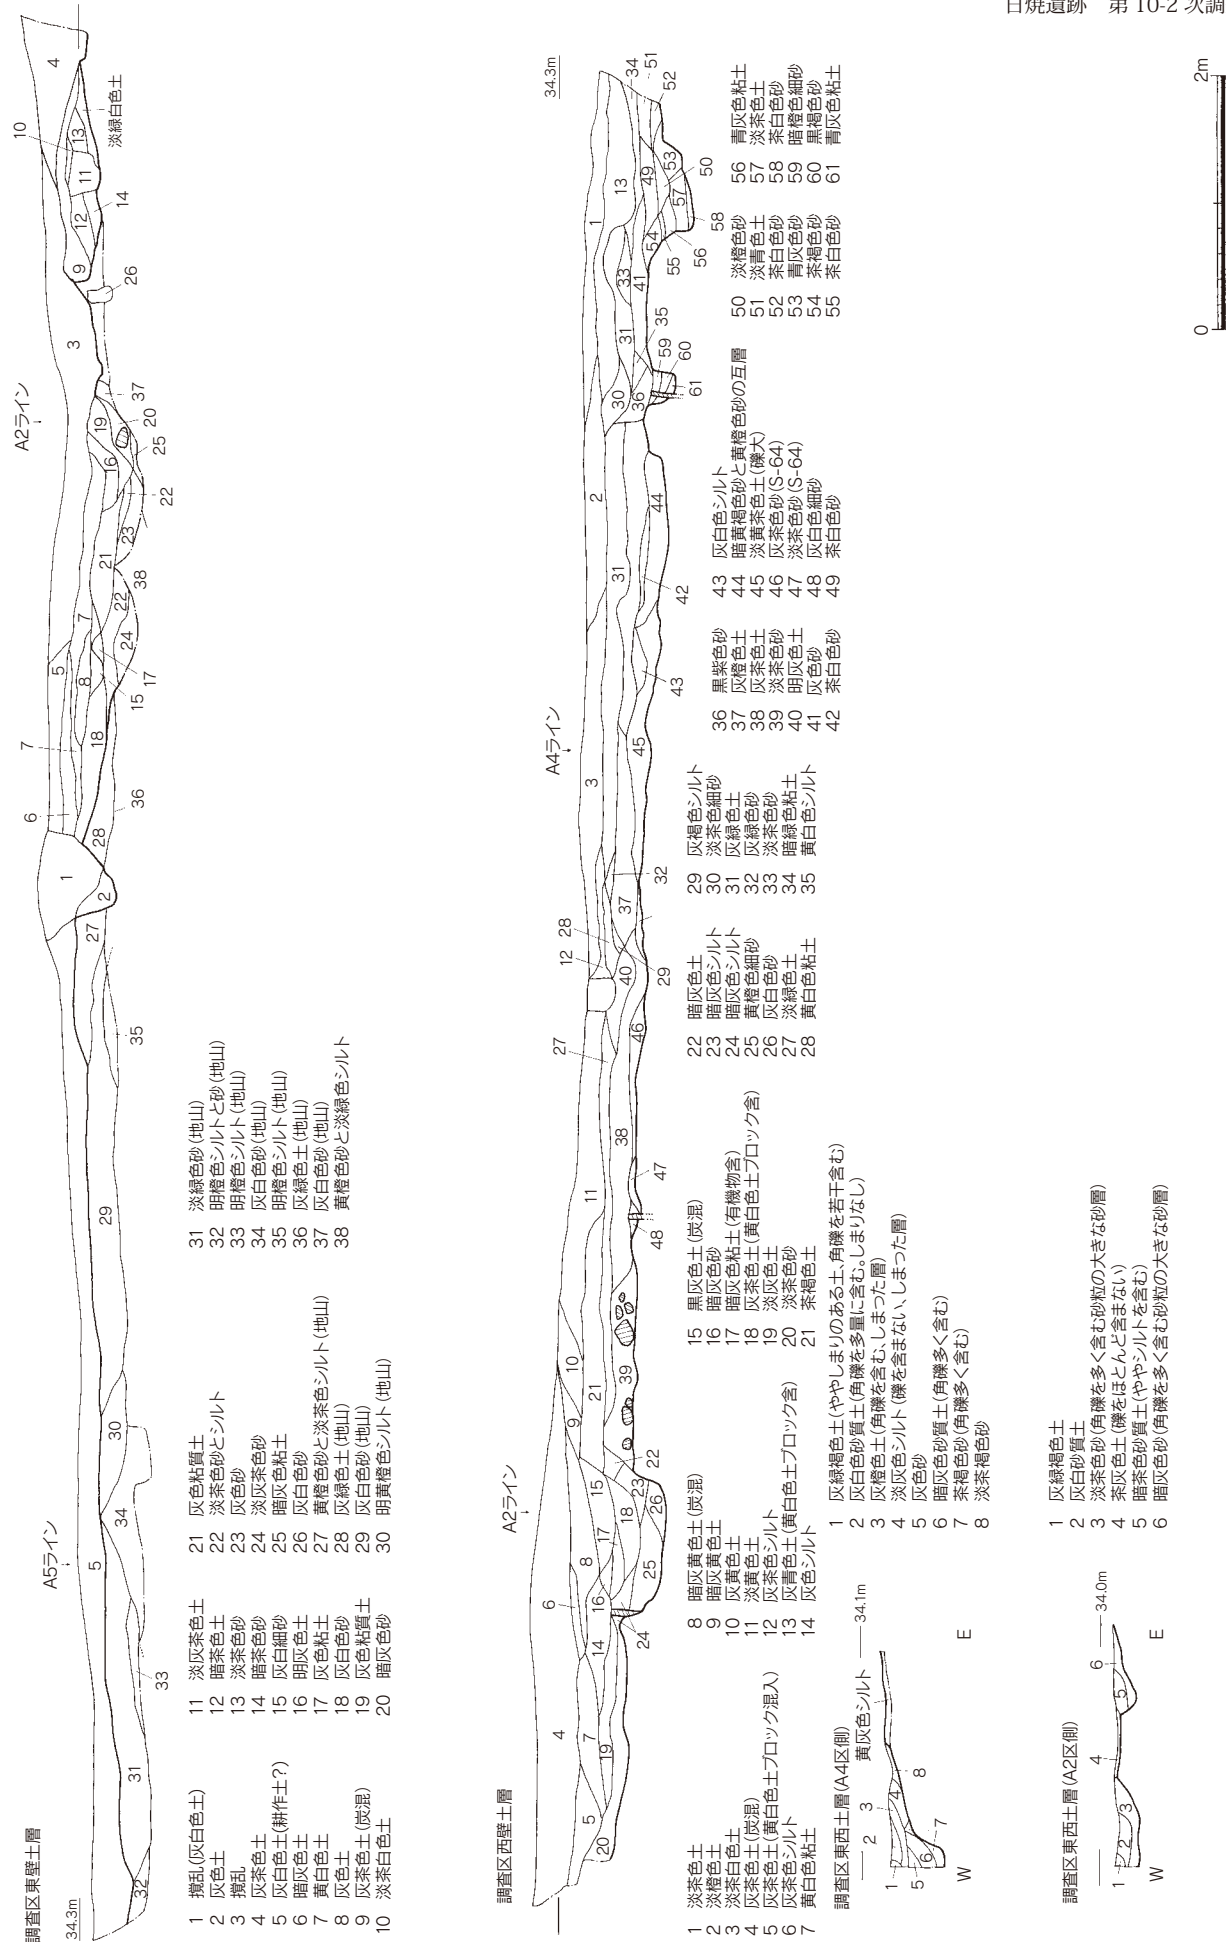 日焼遺跡 第 10-2 次調
調査区東壁土層
34.3m
A5ライン
A2ライン
淡緑白色土
1 撹乱(灰白色土)
2 灰色土
3 撹乱
4 灰茶色土
5 灰白色土(耕作土?)
6 暗灰色土
7 黄白色土
8 灰色土
9 灰茶色土(炭混)
10 淡茶白色土
11 淡灰茶色土
12 暗茶色土
13 淡茶色砂
14 暗茶色砂
15 灰白細砂
16 明灰色土
17 灰色粘土
18 灰白色砂
19 灰色粘質土
20 暗灰色砂
21 灰色粘質土
22 淡茶色砂とシルト
23 灰色砂
24 淡灰茶色砂
25 暗灰色粘土
26 灰白色砂
27 黄橙色砂と淡茶色シルト(地山)
28 灰緑色土(地山)
29 灰白色砂(地山)
30 明黄橙色シルト(地山)
31 淡緑色砂(地山)
32 明橙色シルトと砂(地山)
33 明橙色シルト(地山)
34 灰白色砂(地山)
35 明橙色シルト(地山)
36 灰緑色土(地山)
37 灰白色砂(地山)
38 黄橙色砂と淡緑色シルト
調査区西壁土層
A2ライン
A4ライン
34.3m
1 淡茶色土
2 淡橙色土
3 淡茶白色土
4 灰茶色土(炭混)
5 灰茶色土(黄白色土ブロック混入)
6 灰茶色シルト
7 黄白色粘土
8 暗灰黄色土(炭混)
9 暗灰黄色土
10 灰黄色土
11 淡黄色土
12 灰茶色シルト
13 灰青色土(黄白色土ブロック含)
14 灰色シルト
15 黒灰色土(炭混)
16 暗灰色砂
17 暗灰色粘土(有機物含)
18 灰茶色土(黄白色土ブロック含)
19 淡灰色土
20 淡茶色砂
21 茶褐色土
22 暗灰色土
23 暗灰色シルト
24 暗灰色シルト
25 黄橙色細砂
26 灰白色砂
27 淡緑色土
28 黄白色粘土
29 灰褐色シルト
30 淡茶色細砂
31 灰緑色土
32 灰緑色砂
33 淡茶色砂
34 暗緑色粘土
35 黄白色シルト
36 黒紫色砂
37 灰橙色土
38 灰茶色土
39 淡茶色砂
40 明灰色土
41 灰色砂
42 茶白色砂
43 灰白色シルト
44 暗黄褐色砂と黄橙色砂の互層
45 淡黄茶色土(礫大)
46 灰茶色砂(S-64)
47 淡茶色砂(S-64)
48 灰白色細砂
49 茶白色砂
50 淡橙色砂
51 淡青色土
52 茶白色砂
53 青灰色砂
54 茶褐色砂
55 茶白色砂
56 青灰色粘土
57 淡茶色土
58 茶白色砂
59 暗橙色細砂
60 黒褐色砂
61 青灰色粘土
調査区東西土層(A4区側)
黄灰色シルト
34.1m
W
E
1 灰緑褐色土(ややしまりのある土、角礫を若干含む)
2 灰白色砂質土(角礫を多量に含む。しまりなし)
3 灰橙色土(角礫を含む、しまった層)
4 淡灰色シルト(礫を含まない、しまった層)
5 灰色砂
6 暗灰色砂質土(角礫多く含む)
7 茶褐色砂(角礫多く含む)
8 淡茶褐色砂
調査区東西土層(A2区側)
34.0m
W
E
1 灰緑褐色土
2 灰白砂質土
3 淡茶色砂(角礫を多く含む砂粒の大きな砂層)
4 茶灰色土(礫をほとんど含まない)
5 暗茶色砂質土(ややシルトを含む)
6 暗灰色砂(角礫を多く含む砂粒の大きな砂層)
0
2m